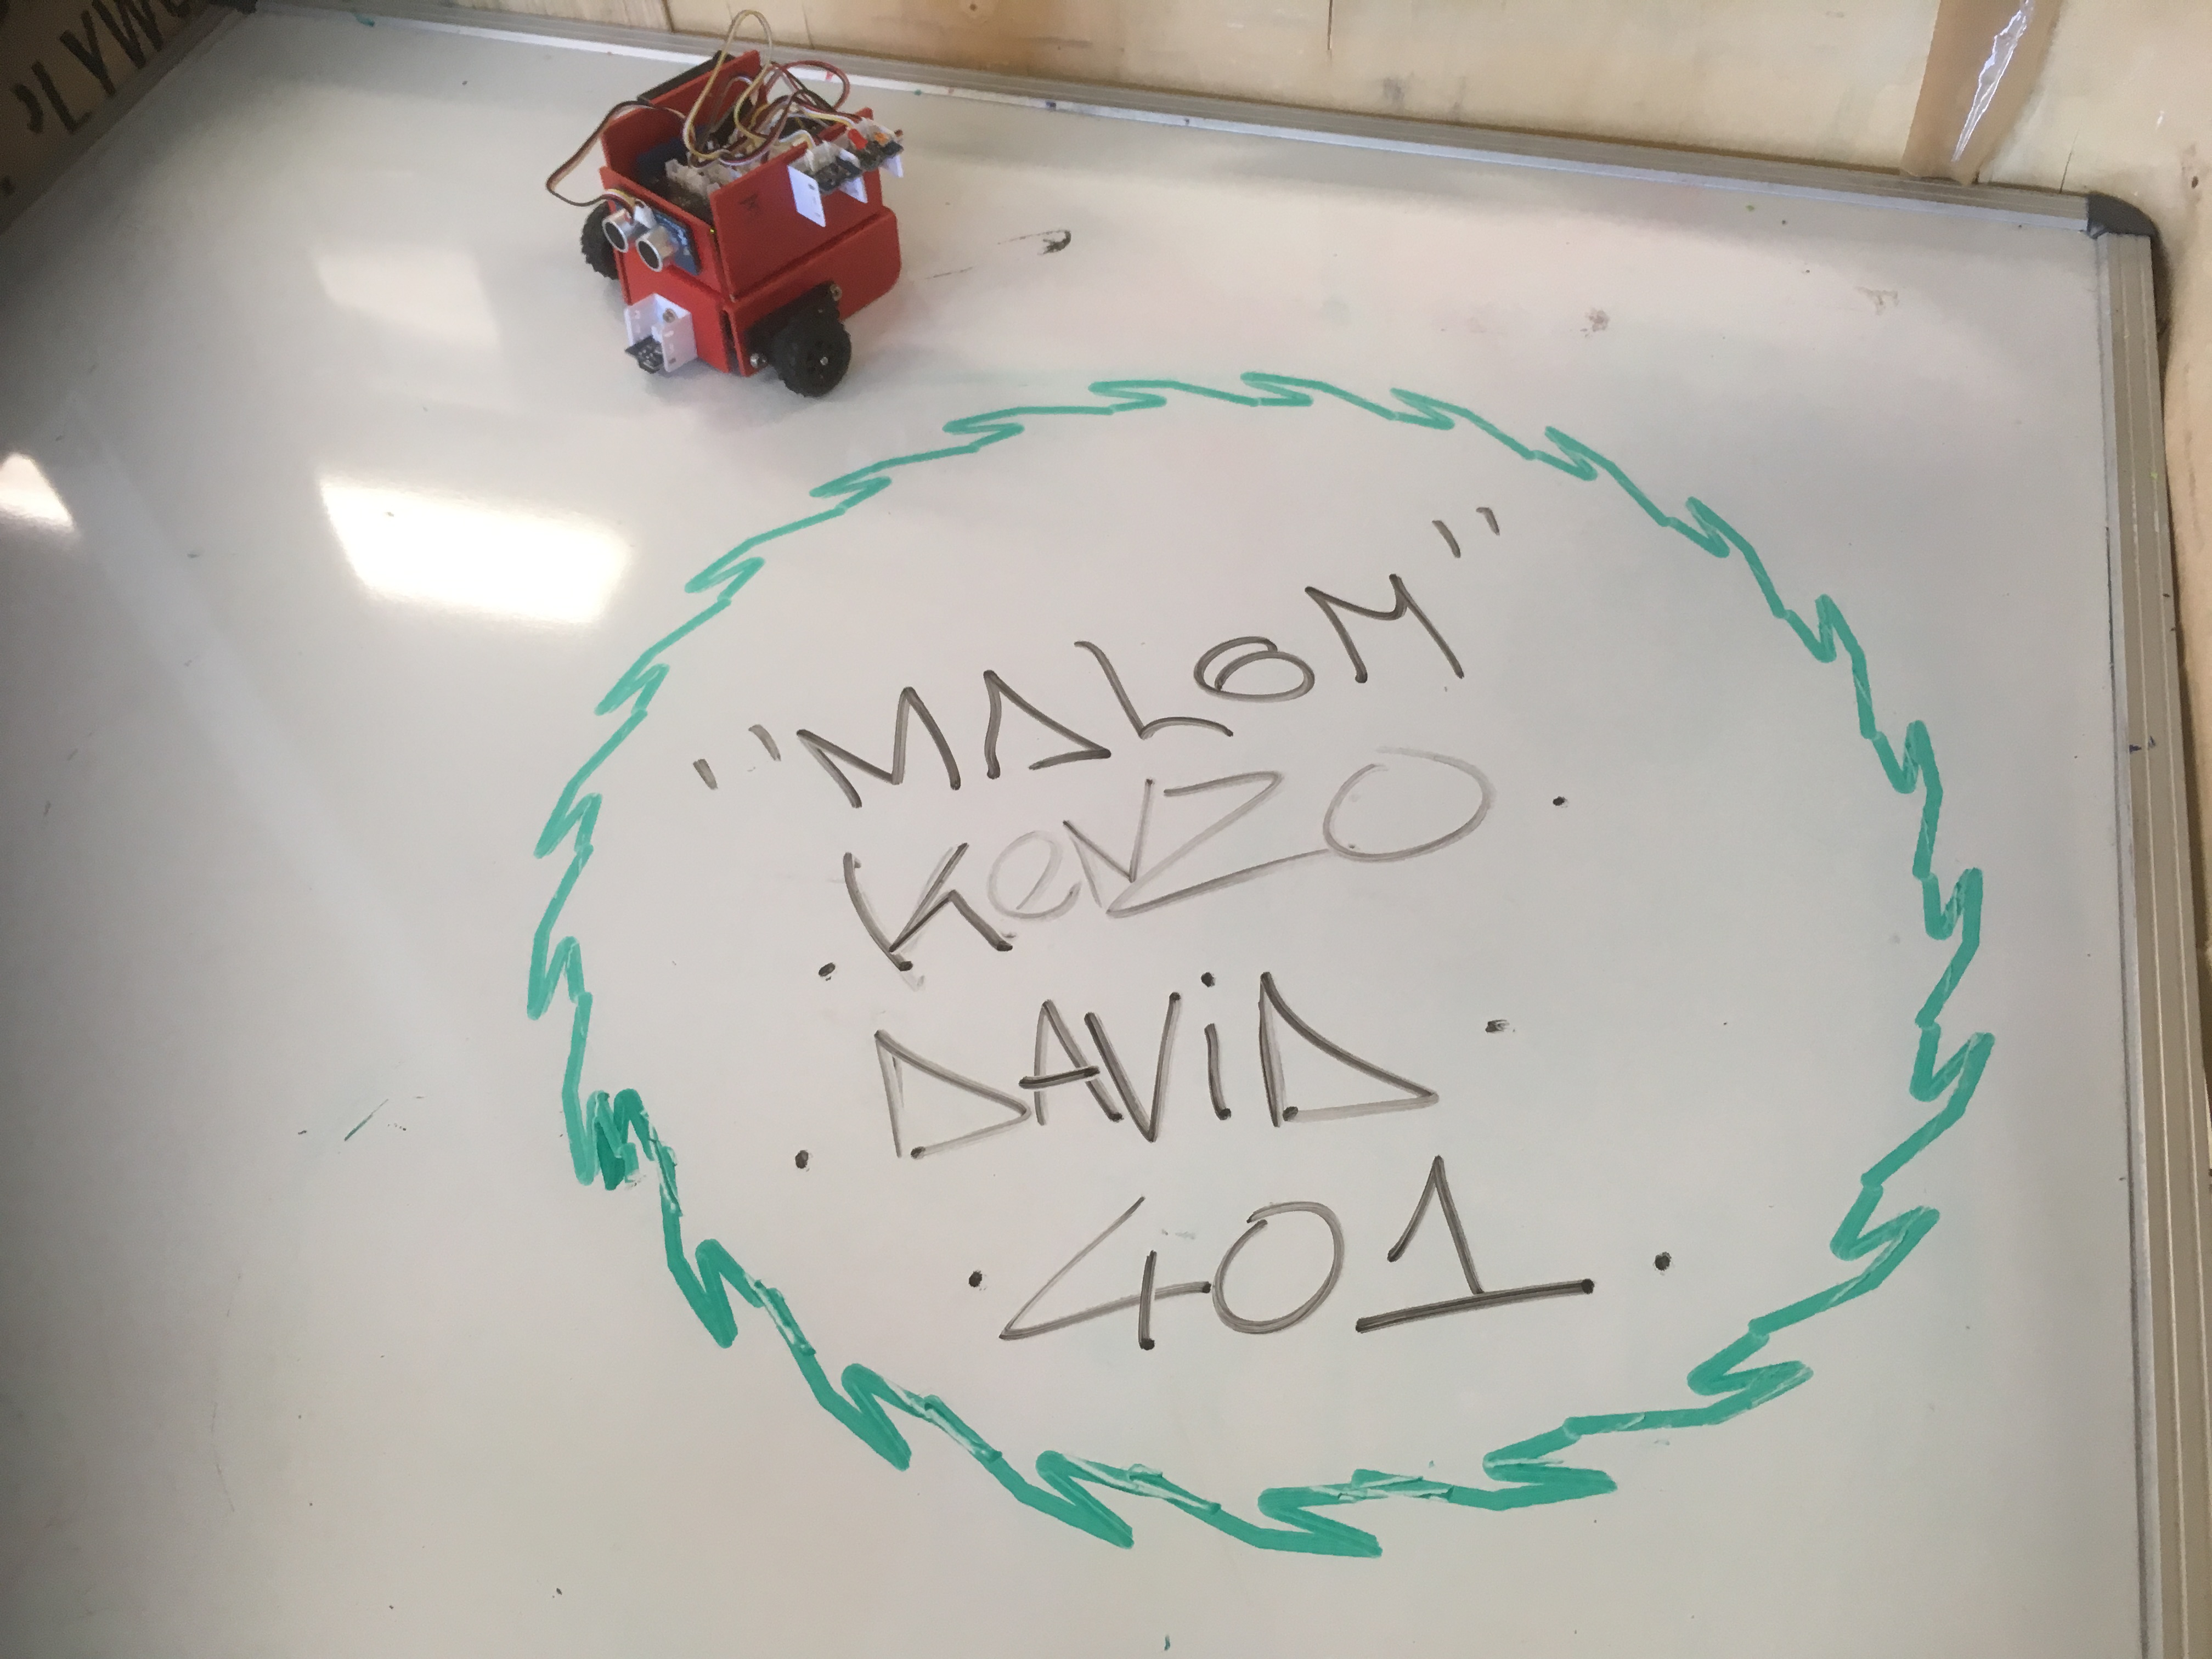 "MALOM"
. KeNZO .
. DAViD .
. 401 .